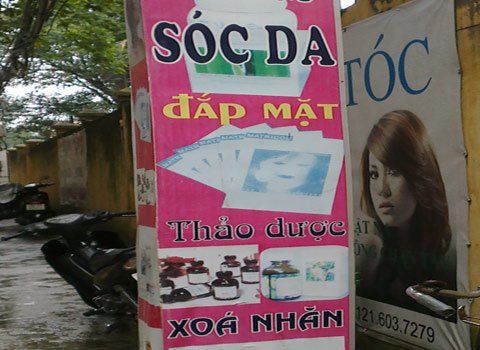 SÓC DA
đắp mặt
Thảo dược
XOÁ NHĂN
TÓC
121.603.7279